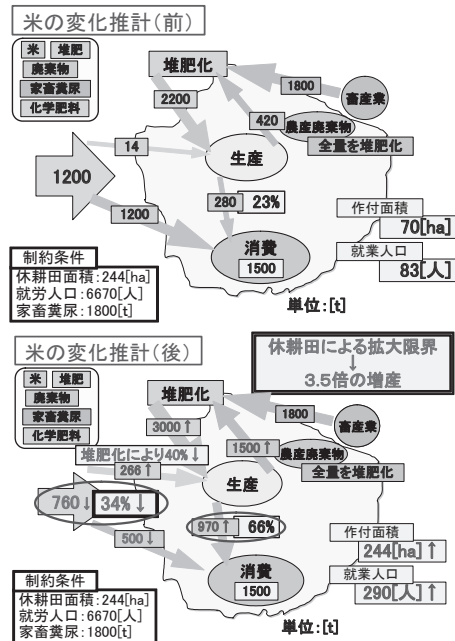 米の変化推計(前)
米 堆肥
廃棄物
家畜糞尿
化学肥料
堆肥化
1800
畜産業
2200
420
農産廃棄物
全量を堆肥化
14
生産
1200
280
23%
1200
作付面積
70[ha]
就業人口
83[人]
消費
1500
制約条件
休耕田面積:244[ha]
就労人口:6670[人]
家畜糞尿:1800[t]
単位:[t]
米の変化推計(後)
休耕田による拡大限界
↓
3.5倍の増産
米 堆肥
廃棄物
家畜糞尿
化学肥料
堆肥化
1800
畜産業
3000↑
1500↑
農産廃棄物
全量を堆肥化
堆肥化により40%↓
266↑
生産
760↓
34%↓
970↑
66%
500↓
作付面積
244[ha]↑
就業人口
290[人]↑
消費
1500
制約条件
休耕田面積:244[ha]
就労人口:6670[人]
家畜糞尿:1800[t]
単位:[t]